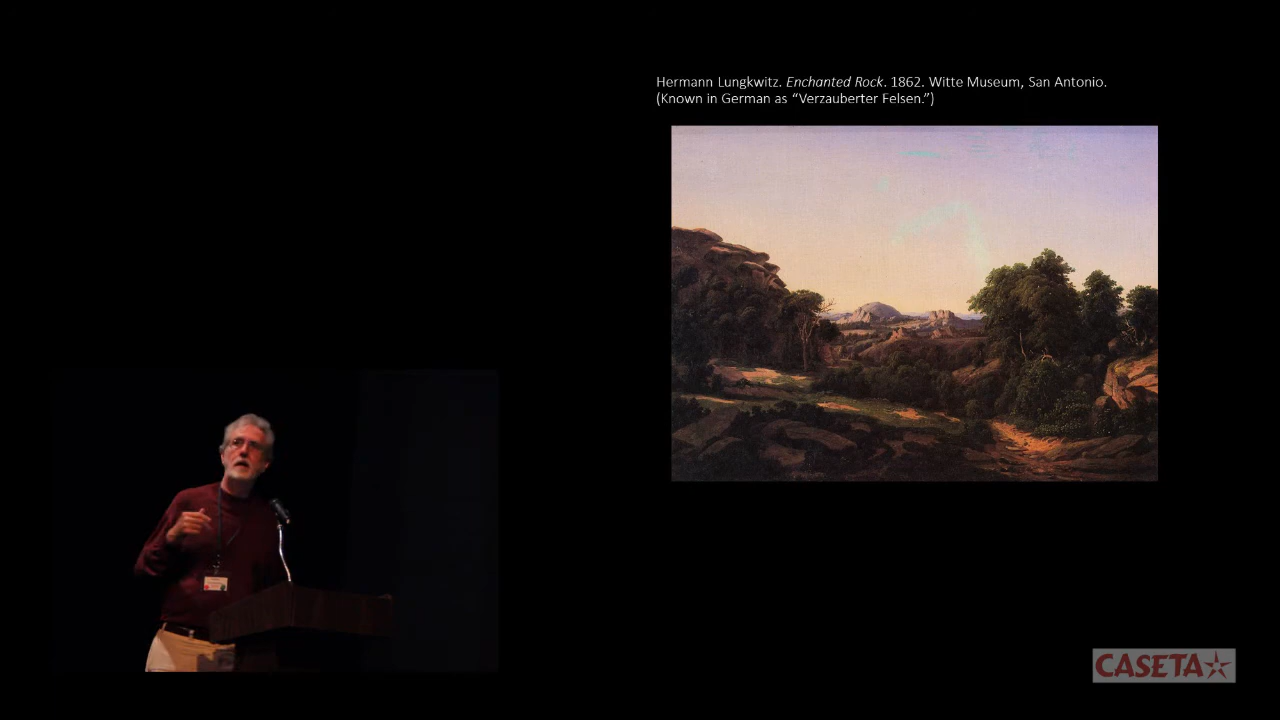 Hermann Lungkwitz. Enchanted Rock. 1862. Witte Museum, San Antonio.
(Known in German as “Verzauberter Felsen.”)
CASETA